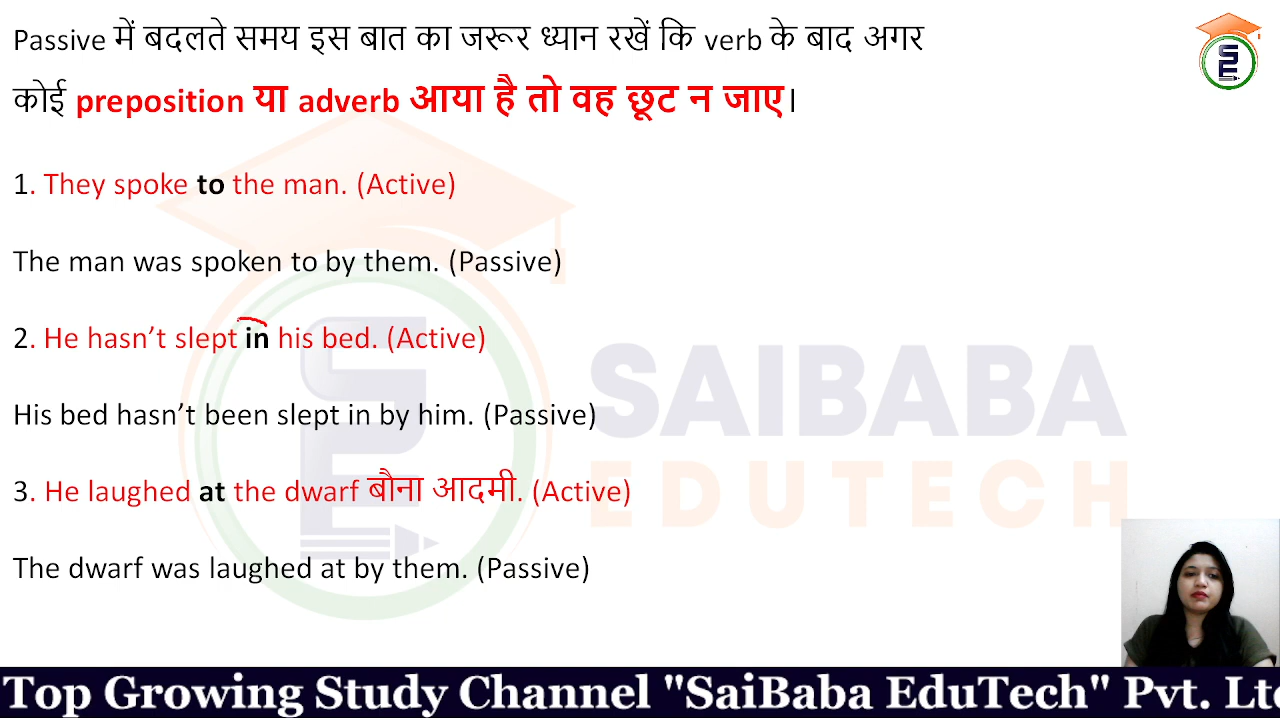 Passive में बदलते समय इस बात का जरूर ध्यान रखें कि verb के बाद अगर
कोई preposition या adverb आया है तो वह छूट न जाए।
1. They spoke to the man. (Active)
The man was spoken to by them. (Passive)
2. He hasn’t slept in his bed. (Active)
His bed hasn’t been slept in by him. (Passive)
3. He laughed at the dwarf बौना आदमी. (Active)
The dwarf was laughed at by them. (Passive)
SAIBABA
EDUTECH
Top Growing Study Channel "SaiBaba EduTech" Pvt. Ltd